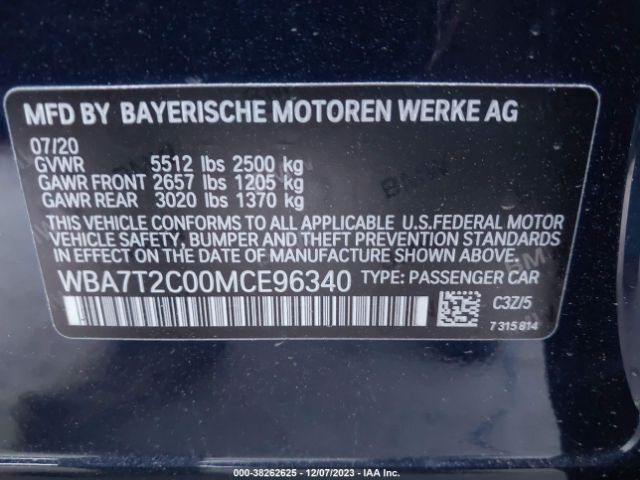 MFD BY BAYERISCHE MOTOREN WERKE AG
07/20
GVWR 5512 lbs 2500 kg
GAWR FRONT 2657 lbs 1205 kg
GAWR REAR 3020 lbs 1370 kg
THIS VEHICLE CONFORMS TO ALL APPLICABLE U.S.FEDERAL MOTOR
VEHICLE SAFETY, BUMPER AND THEFT PREVENTION STANDARDS
IN EFFECT ON THE DATE OF MANUFACTURE SHOWN ABOVE.
WBA7T2C00MCE96340 TYPE: PASSENGER CAR
C3Z/5
7 315 814
000-38262625 - 12/07/2023 - IAA Inc.